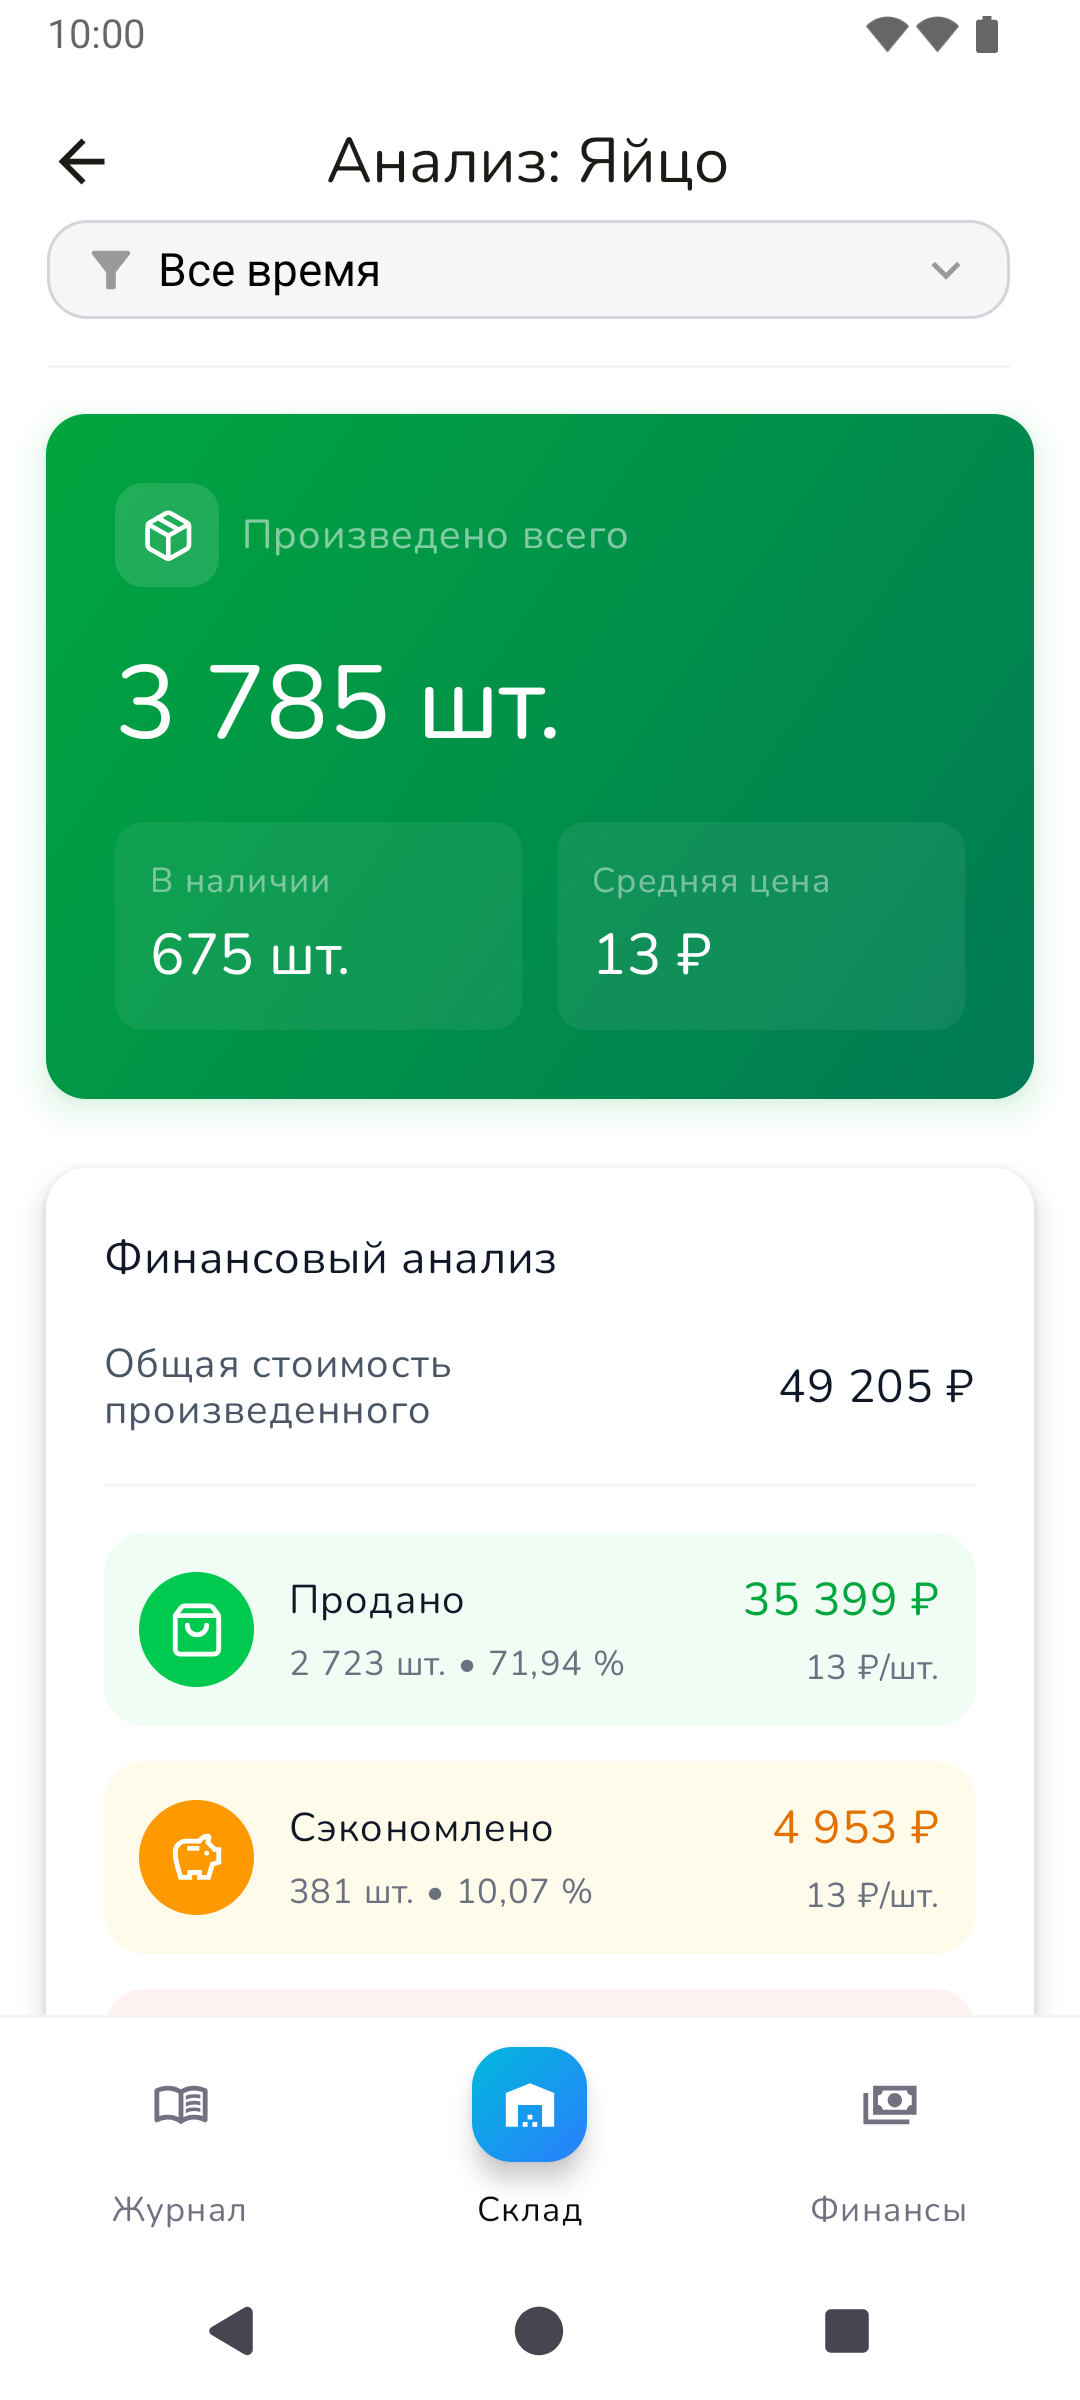 10:00
Анализ: Яйцо
Все время
Произведено всего
3 785 шт.
В наличии
Средняя цена
675 шт.
13 ₽
Финансовый анализ
Общая стоимость
произведенного
49 205 ₽
Продано
35 399 ₽
2 723 шт. • 71,94 %
13 ₽/шт.
Сэкономлено
4 953 ₽
381 шт. • 10,07 %
13 ₽/шт.
Журнал
Склад
Финансы